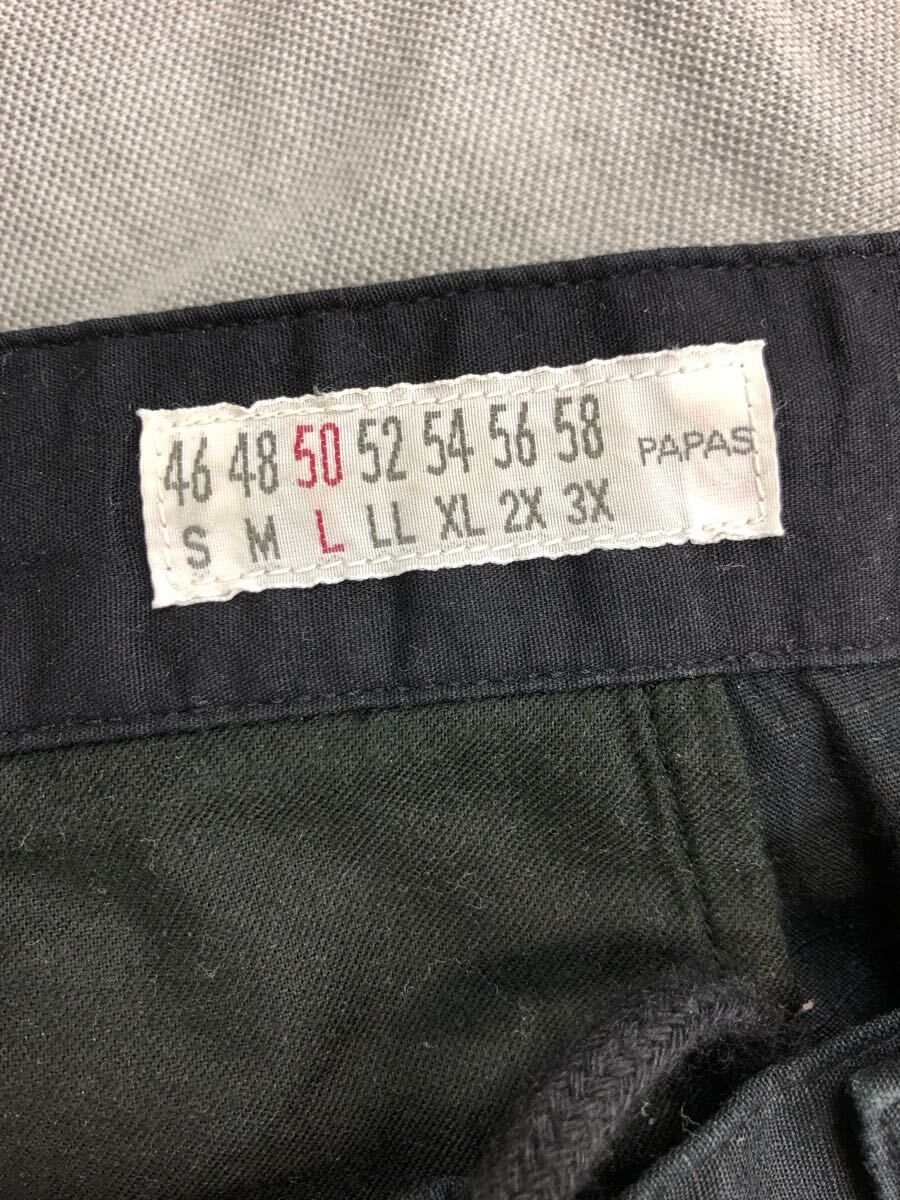 46 48 50 52 54 56 58 PAPAS
S M L LL XL 2X 3X